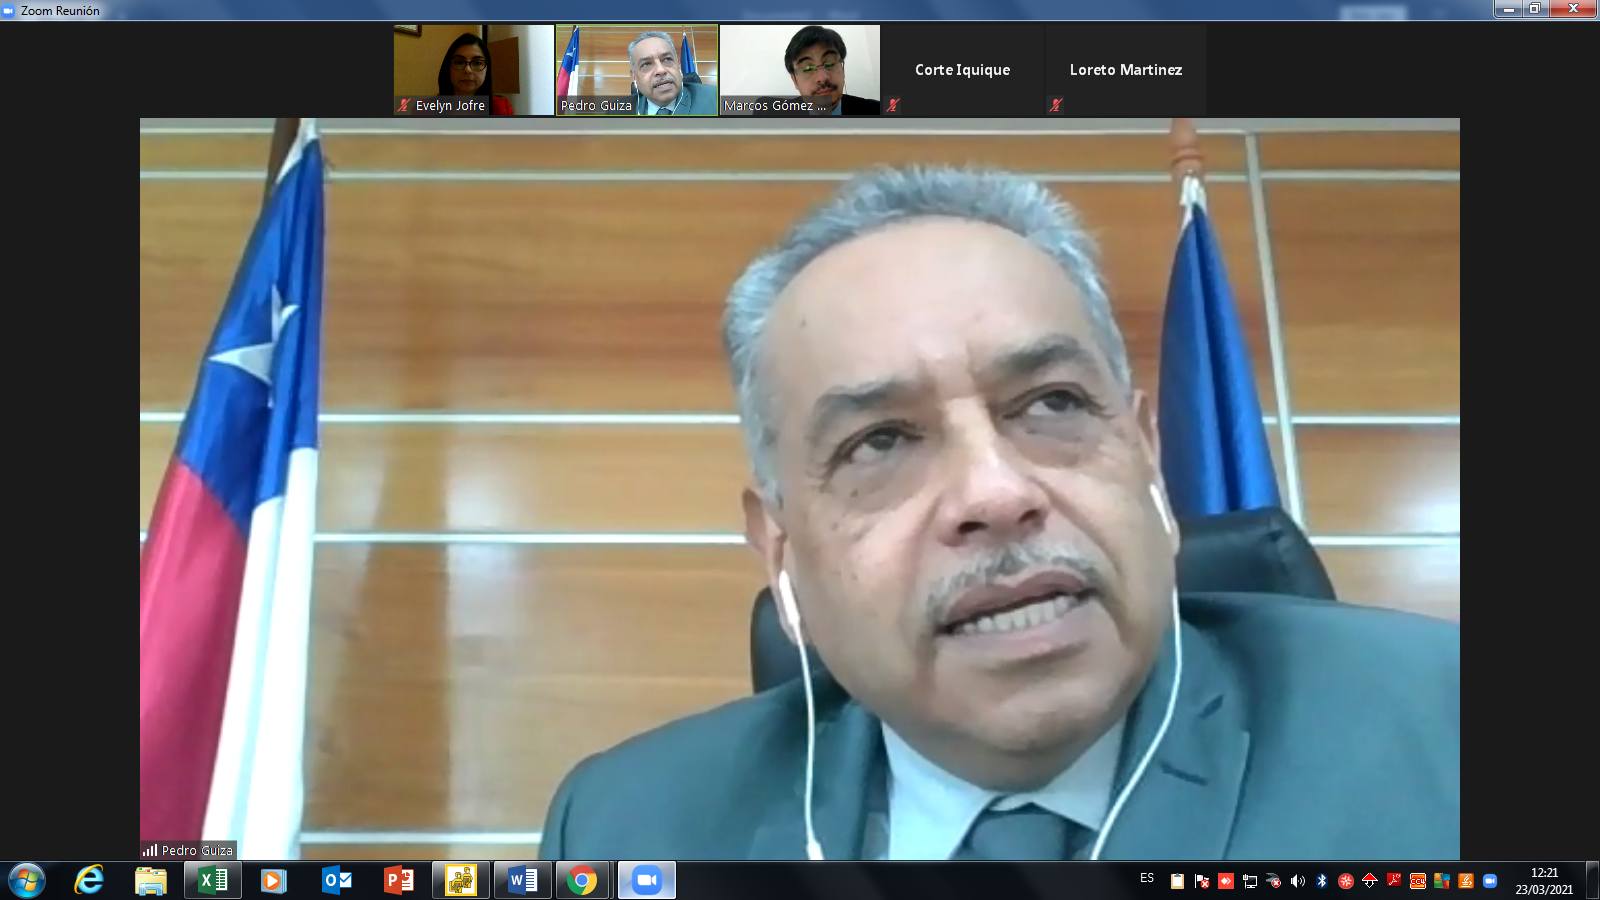 Zoom Reunión
Evelyn Jofre
Pedro Guiza
Marcos Gómez ...
Corte Iquique
Loreto Martinez
Pedro Guiza
ES
12:21
23/03/2021